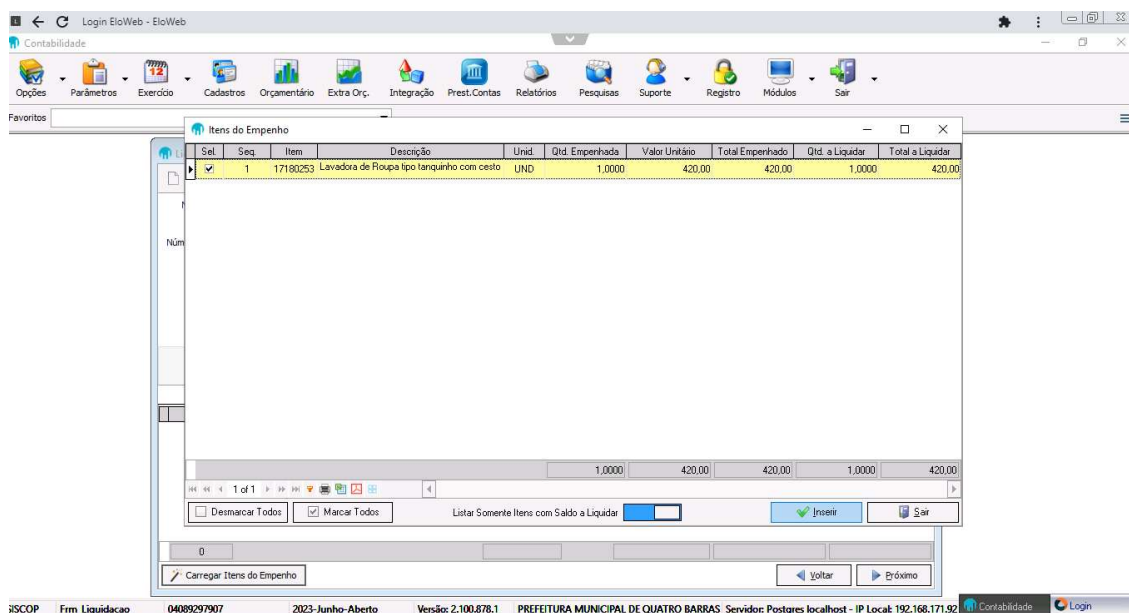 Login EloWeb - EloWeb
Contabilidade
Opções Parâmetros Exercício Cadastros Orçamentário Extra Orç. Integração Prest.Contas Relatórios Pesquisas Suporte Registro Módulos Sair
Favoritos
Itens do Empenho
Sel. Seq. Item Descrição Unid. Qtd. Empenhada Valor Unitário Total Empenhado Qtd. a Liquidar Total a Liquidar
1 17180253 Lavadora de Roupa tipo tanquinho com cesto UND 1,0000 420,00 420,00 1,0000 420,00
Núm
1,0000 420,00 420,00 1,0000 420,00
1 of 1
Desmarcar Todos Marcar Todos Listar Somente Itens com Saldo a Liquidar Inserir Sair
0
Carregar Itens do Empenho Voltar Próximo
SISCOP Frm_Liquidacao 04089297907 2023-Junho-Aberto Versão: 2.100.878.1 PREFEITURA MUNICIPAL DE QUATRO BARRAS Servidor: Postgres localhost - IP Local: 192.168.171.92 Contabilidade Login